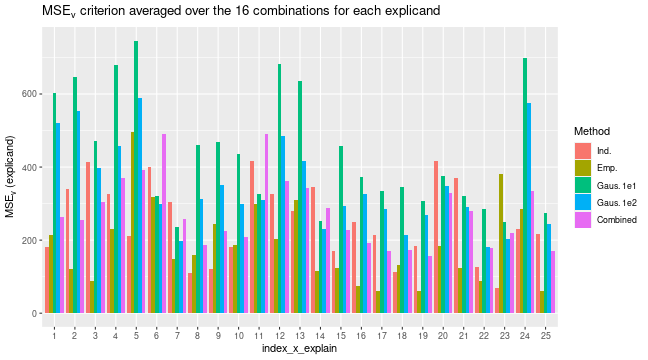 MSEᵥ criterion averaged over the 16 combinations for each explicand
MSEᵥ (explicand)
600
400
200
0
1 2 3 4 5 6 7 8 9 10 11 12 13 14 15 16 17 18 19 20 21 22 23 24 25
index_x_explain
Method
Ind.
Emp.
Gaus. 1e1
Gaus. 1e2
Combined